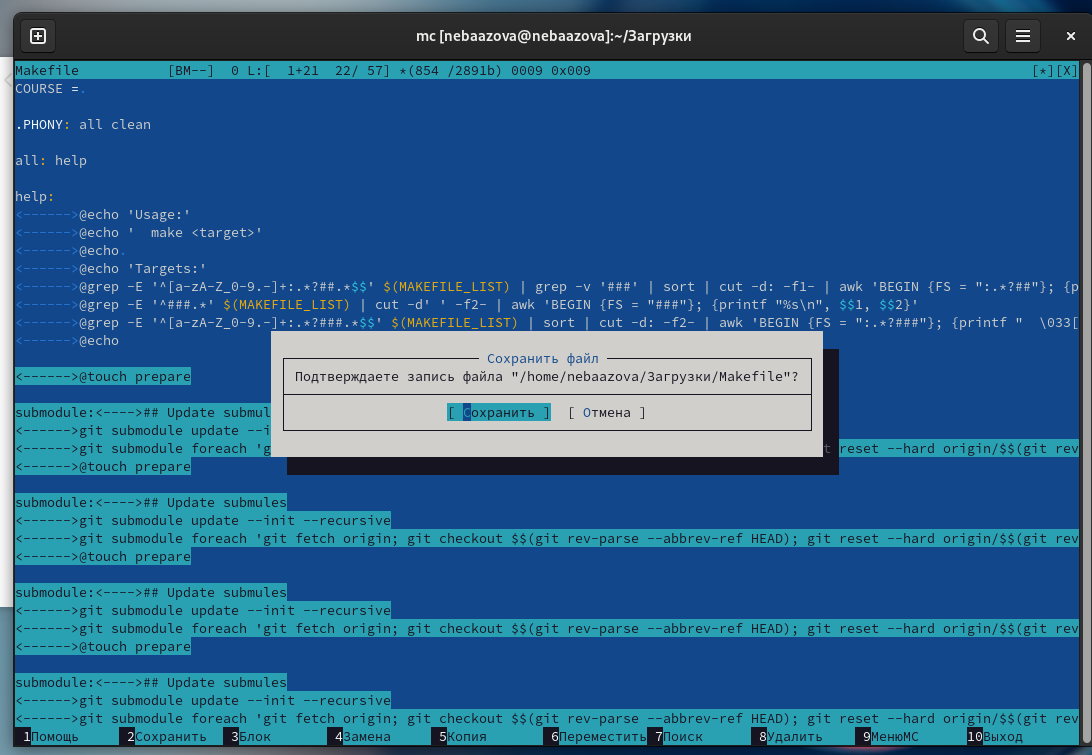 mc [nebaazova@nebaazova]:~/Загрузки
Makefile [BM--] 0 L:[ 1+21 22/ 57] *(854 /2891b) 0009 0x009 [*][X]
COURSE =.
.PHONY: all clean
all: help
help:
<------>@echo 'Usage:'
<------>@echo '  make <target>'
<------>@echo.
<------>@echo 'Targets:'
<------>@grep -E '^[a-zA-Z_0-9.-]+:.*?##.*$$' $(MAKEFILE_LIST) | grep -v '###' | sort | cut -d: -f1- | awk 'BEGIN {FS = ":.*?##"}; {p
<------>@grep -E '^###.*' $(MAKEFILE_LIST) | cut -d' ' -f2- | awk 'BEGIN {FS = "###"}; {printf "%s\n", $$1, $$2}'
<------>@grep -E '^[a-zA-Z_0-9.-]+:.*?###.*$$' $(MAKEFILE_LIST) | sort | cut -d: -f2- | awk 'BEGIN {FS = ":.*?###"}; {printf "  \033[
<------>@echo
Сохранить файл
<------>@touch prepare
Подтверждаете запись файла "/home/nebaazova/Загрузки/Makefile"?
submodule:<---->## Update submul
[ Сохранить ] [ Отмена ]
<------>git submodule update --i
<------>git submodule foreach 'g t reset --hard origin/$$(git rev
<------>@touch prepare
submodule:<---->## Update submules
<------>git submodule update --init --recursive
<------>git submodule foreach 'git fetch origin; git checkout $$(git rev-parse --abbrev-ref HEAD); git reset --hard origin/$$(git rev
<------>@touch prepare
submodule:<---->## Update submules
<------>git submodule update --init --recursive
<------>git submodule foreach 'git fetch origin; git checkout $$(git rev-parse --abbrev-ref HEAD); git reset --hard origin/$$(git rev
<------>@touch prepare
submodule:<---->## Update submules
<------>git submodule update --init --recursive
<------>git submodule foreach 'git fetch origin; git checkout $$(git rev-parse --abbrev-ref HEAD); git reset --hard origin/$$(git rev
1Помощь 2Сохранить 3Блок 4Замена 5Копия 6Переместить 7Поиск 8Удалить 9МенюMC 10Выход